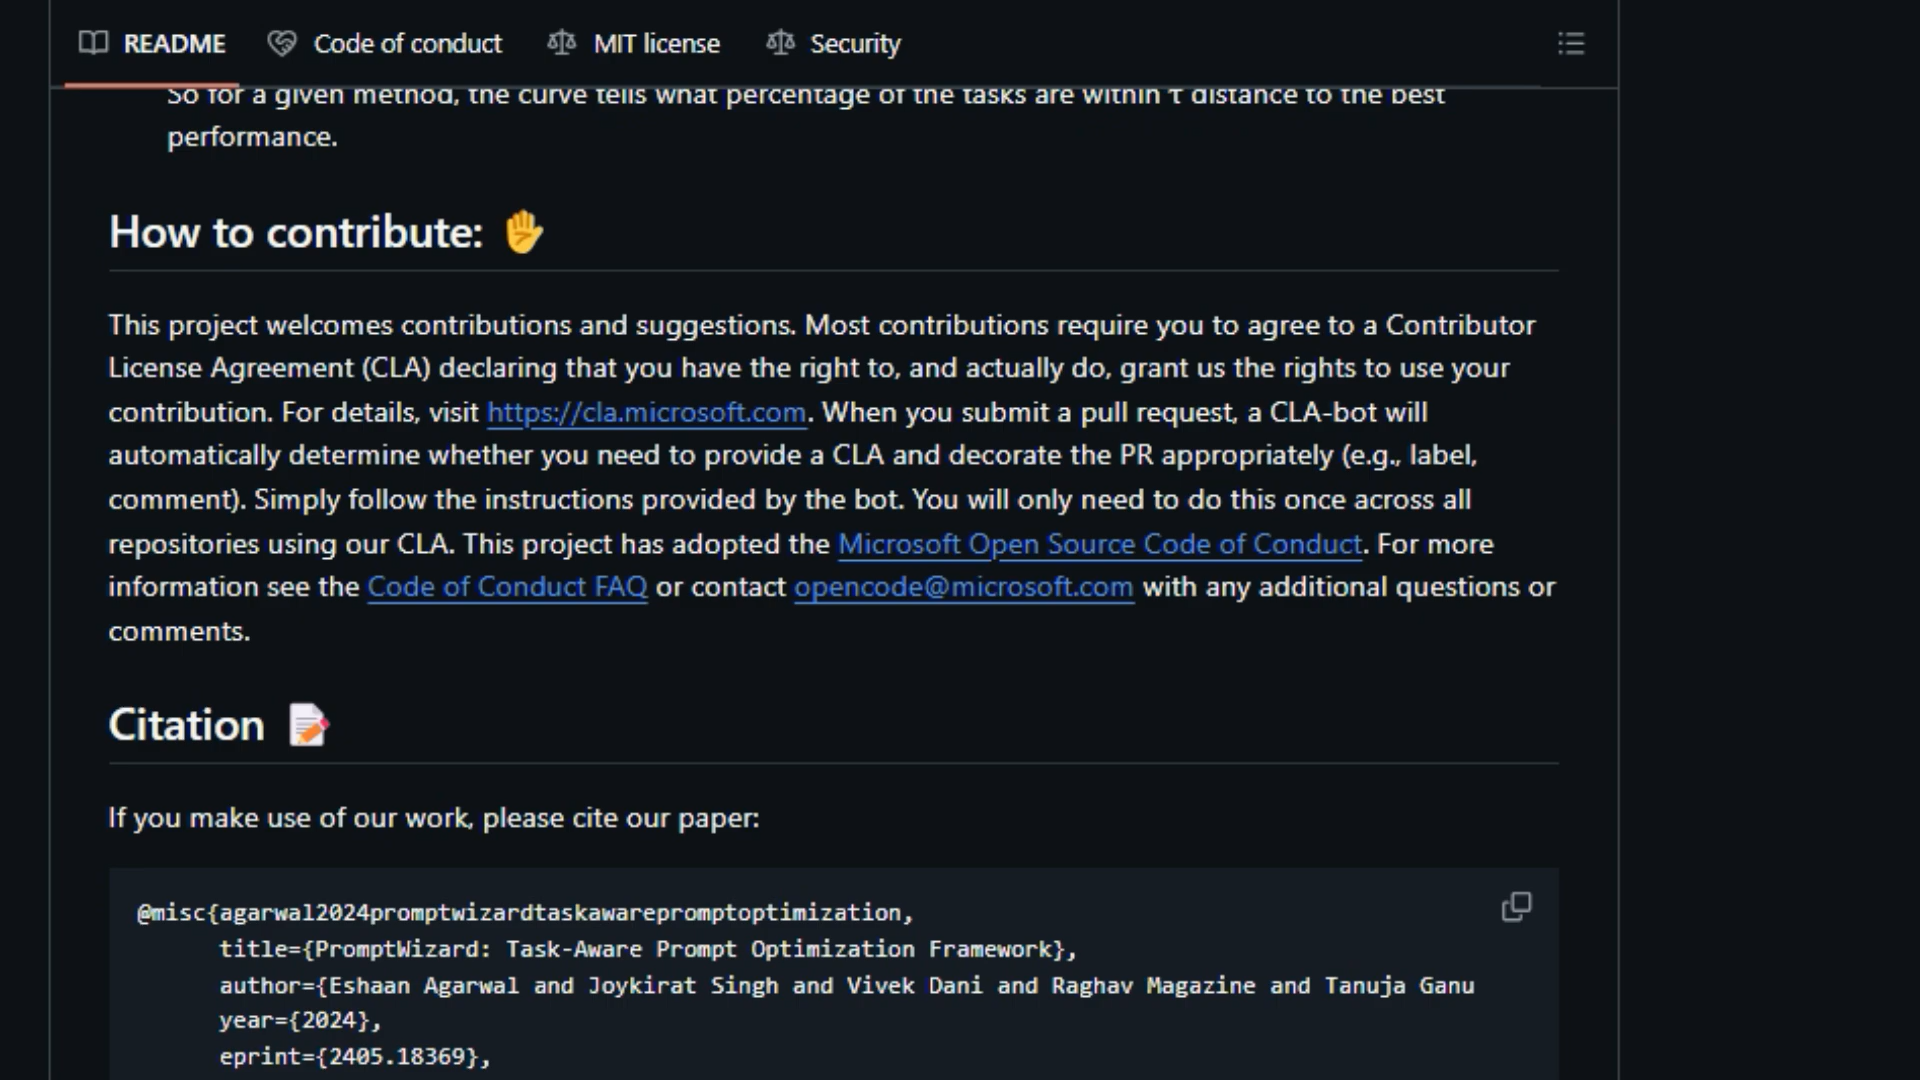 README Code of conduct MIT license Security
So for a given method, the curve tells what percentage of the tasks are within τ distance to the best
performance.
How to contribute: ✋
This project welcomes contributions and suggestions. Most contributions require you to agree to a Contributor
License Agreement (CLA) declaring that you have the right to, and actually do, grant us the rights to use your
contribution. For details, visit https://cla.microsoft.com. When you submit a pull request, a CLA-bot will
automatically determine whether you need to provide a CLA and decorate the PR appropriately (e.g., label,
comment). Simply follow the instructions provided by the bot. You will only need to do this once across all
repositories using our CLA. This project has adopted the Microsoft Open Source Code of Conduct. For more
information see the Code of Conduct FAQ or contact opencode@microsoft.com with any additional questions or
comments.
Citation 📝
If you make use of our work, please cite our paper:
@misc{agarwal2024promptwizardtaskawarepromptoptimization,
title={PromptWizard: Task-Aware Prompt Optimization Framework},
author={Eshaan Agarwal and Joykirat Singh and Vivek Dani and Raghav Magazine and Tanuja Ganu
year={2024},
eprint={2405.18369},